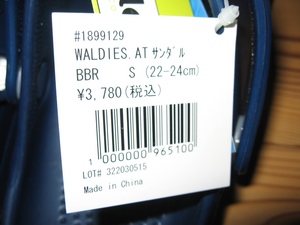 #1899129
WALDIES.ATサンダル
BBR S (22-24cm)
¥3,780(税込)
1 000000 965100
LOT# 322030515
Made in China